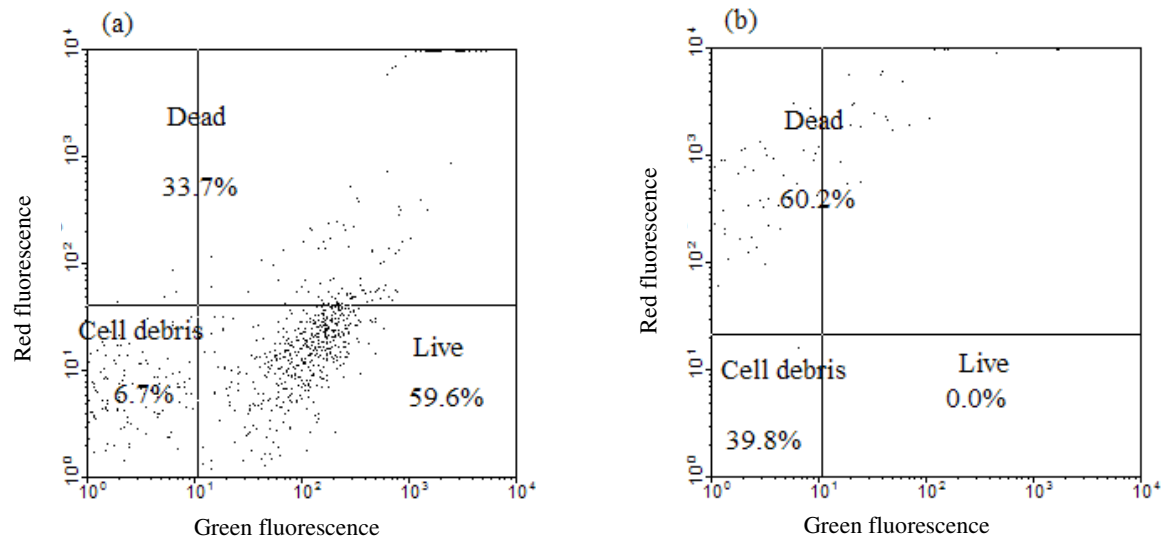 (a)
10⁴
10³
10²
10¹
10⁰
Red fluorescence
Dead
33.7%
Cell debris
6.7%
Live
59.6%
10⁰ 10¹ 10² 10³ 10⁴
Green fluorescence
(b)
10⁴
10³
10²
10¹
10⁰
Red fluorescence
Dead
60.2%
Cell debris
39.8%
Live
0.0%
10⁰ 10¹ 10² 10³ 10⁴
Green fluorescence